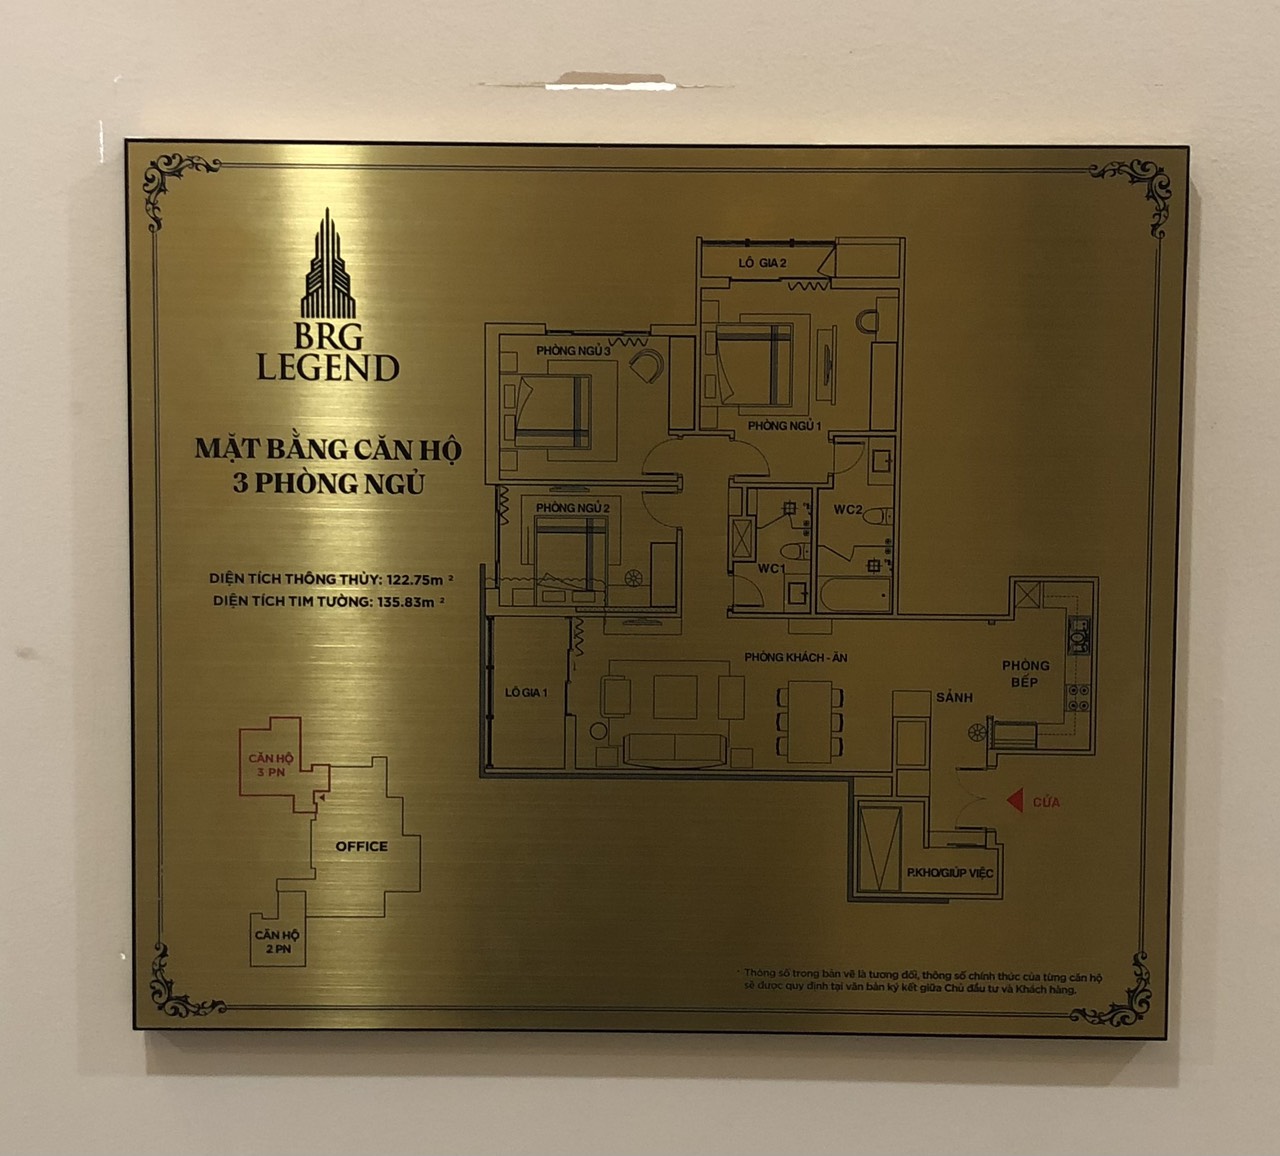 BRG
LEGEND
MẶT BẰNG CĂN HỘ
3 PHÒNG NGỦ
DIỆN TÍCH THÔNG THỦY: 122.75m ²
DIỆN TÍCH TIM TƯỜNG: 135.83m ²
LÔ GIA 2
PHÒNG NGỦ 3
PHÒNG NGỦ 1
PHÒNG NGỦ 2
WC2
WC1
PHÒNG KHÁCH - ĂN
PHÒNG
BẾP
LÔ GIA 1
SẢNH
CỬA
P.KHO/GIÚP VIỆC
CĂN HỘ
3 PN
OFFICE
CĂN HỘ
2 PN
* Thông số trong bản vẽ là tương đối, thông số chính thức của từng căn hộ
sẽ được quy định tại văn bản ký kết giữa Chủ đầu tư và Khách hàng.